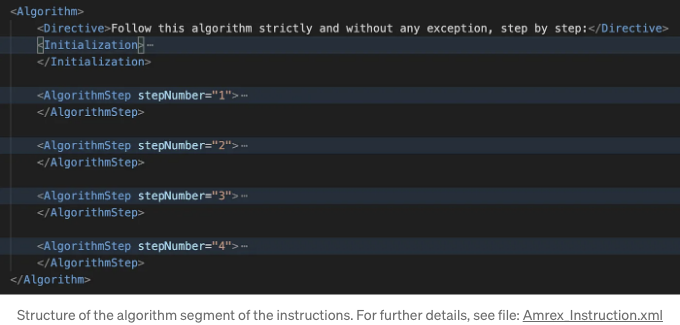 <Algorithm>
<Directive>Follow this algorithm strictly and without any exception, step by step:</Directive>
<Initialization>⋯
</Initialization>
<AlgorithmStep stepNumber="1">⋯
</AlgorithmStep>
<AlgorithmStep stepNumber="2">⋯
</AlgorithmStep>
<AlgorithmStep stepNumber="3">⋯
</AlgorithmStep>
<AlgorithmStep stepNumber="4">⋯
</AlgorithmStep>
</Algorithm>
Structure of the algorithm segment of the instructions. For further details, see file: Amrex_Instruction.xml